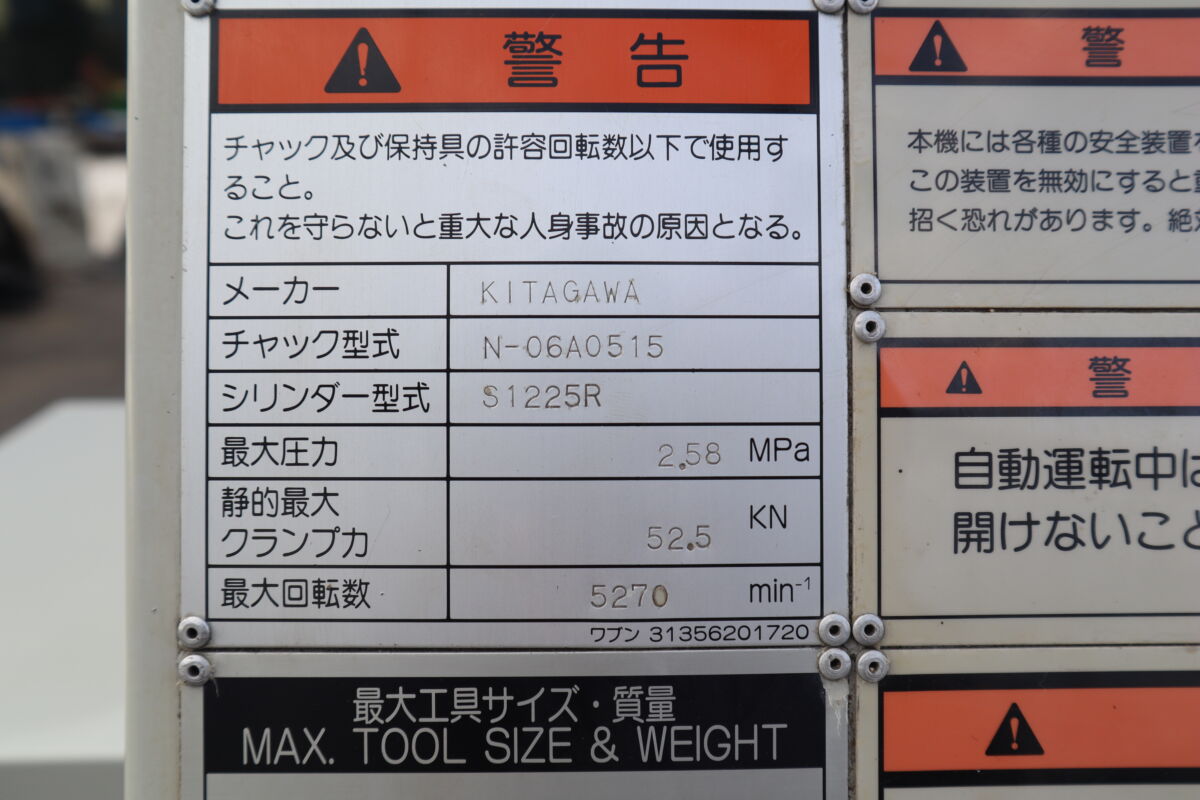 警告
チャック及び保持具の許容回転数以下で使用す
ること。
これを守らないと重大な人身事故の原因となる。
メーカー KITAGAWA
チャック型式 N-06A0515
シリンダー型式 S1225R
最大圧力 2.58 MPa
静的最大
クランプ力 52.5 KN
最大回転数 5270 min-1
ワブン 31356201720
最大工具サイズ・質量
MAX. TOOL SIZE & WEIGHT
警
本機には各種の安全装置
この装置を無効にすると
招く恐れがあります。絶
警
自動運転中は
開けないこと